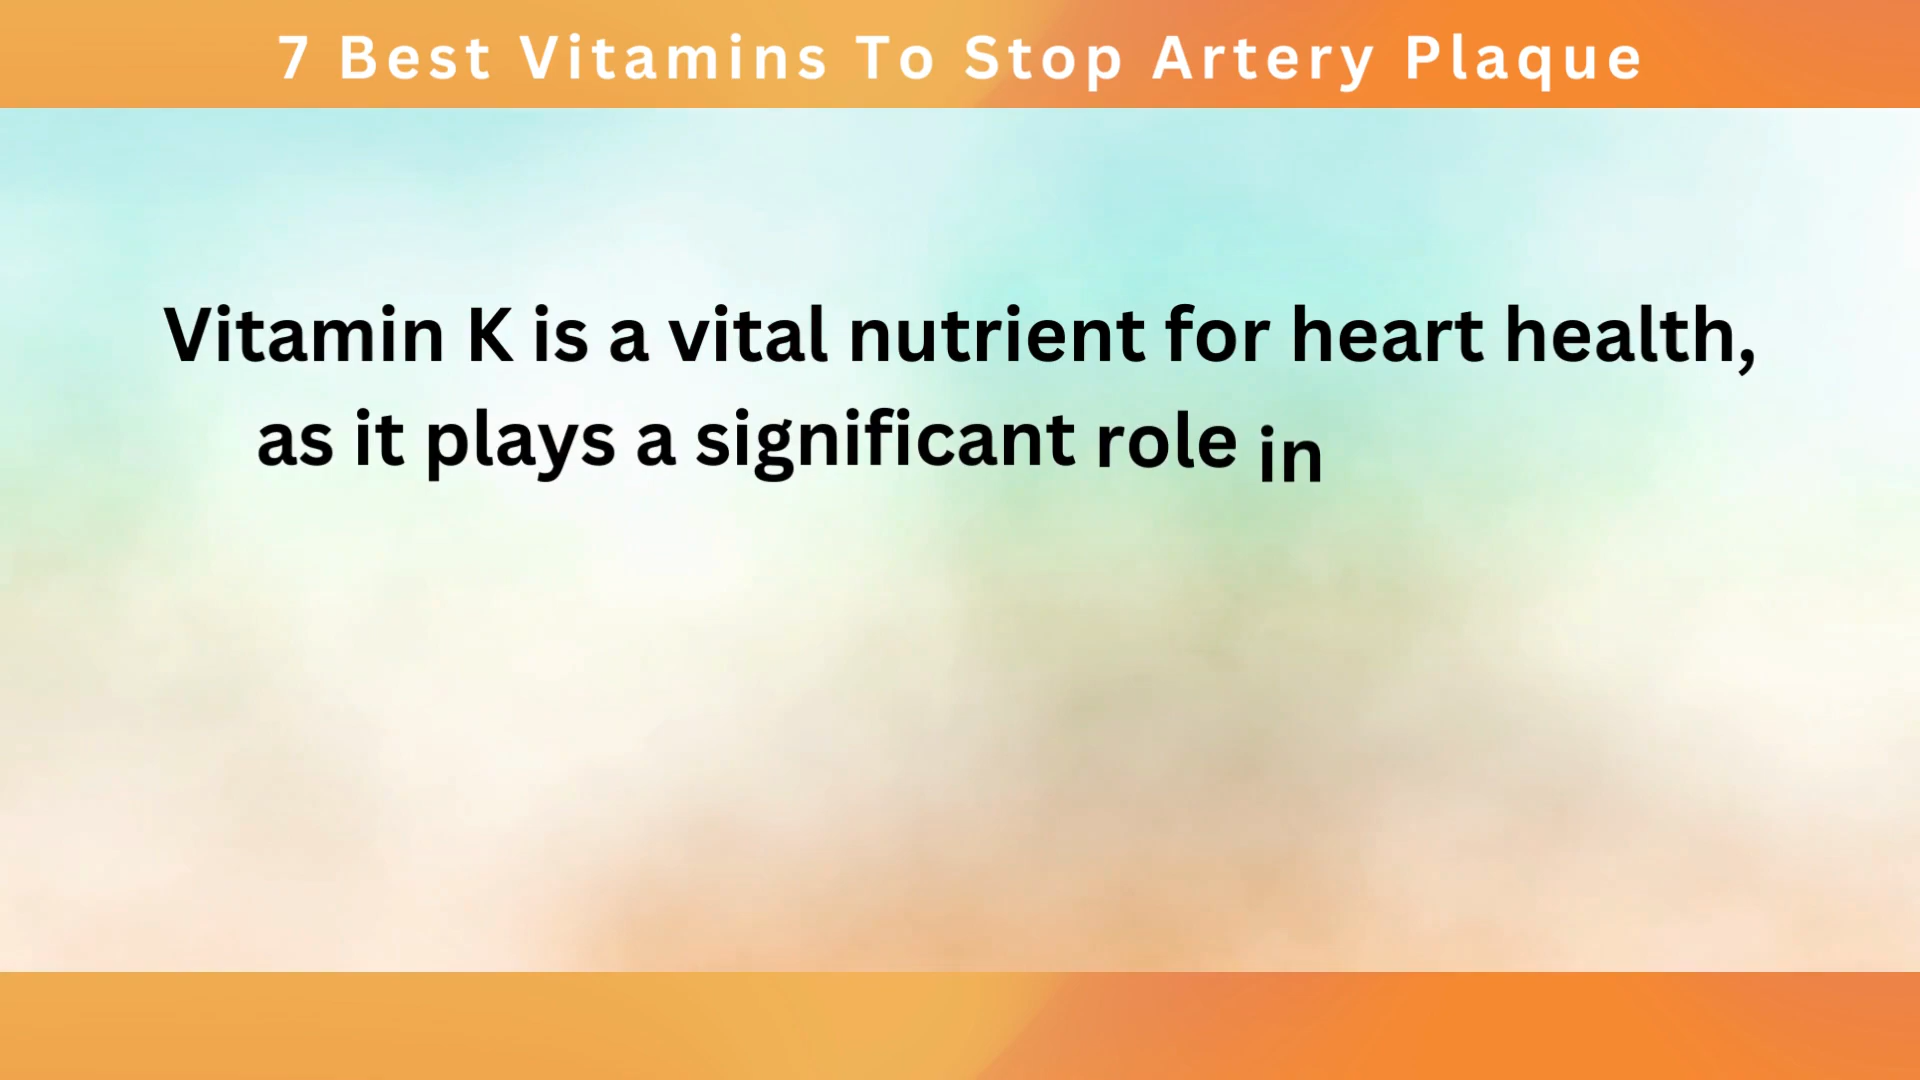 7 Best Vitamins To Stop Artery Plaque
Vitamin K is a vital nutrient for heart health,
as it plays a significant role in